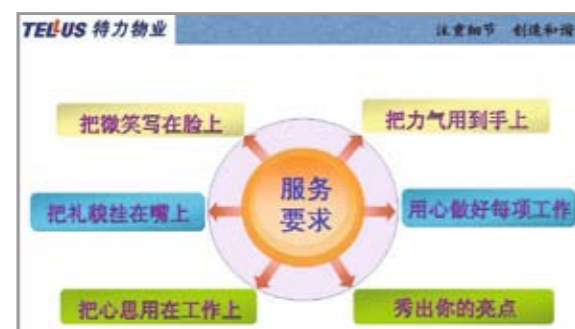 TELLUS 特力物业
注重细节 创造和谐
把微笑写在脸上
把力气用到手上
服务
要求
把礼貌挂在嘴上
用心做好每项工作
把心思用在工作上
秀出你的亮点